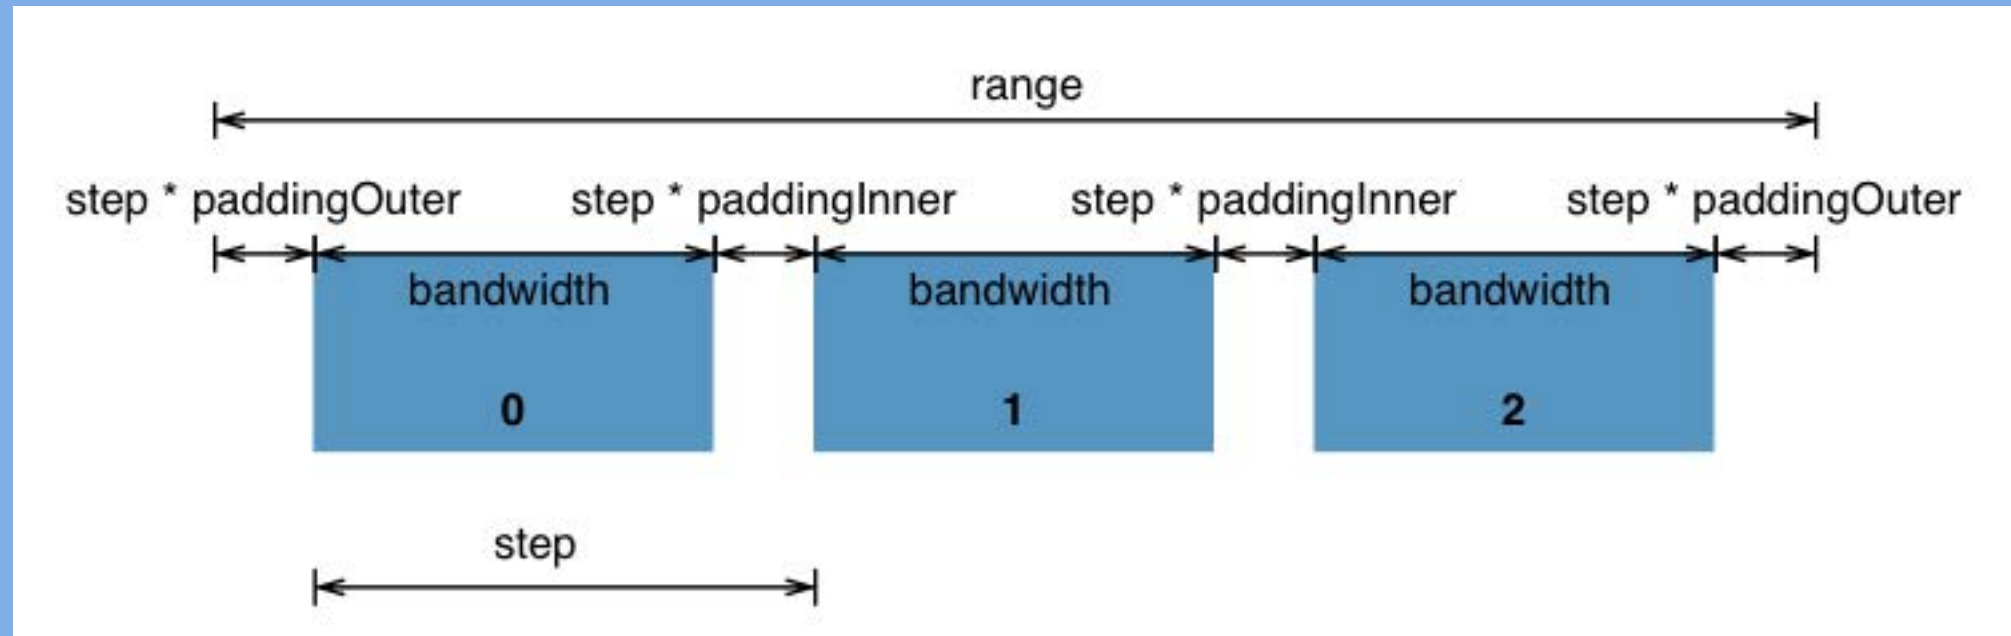 range
step * paddingOuter step * paddingInner step * paddingInner step * paddingOuter
bandwidth bandwidth bandwidth
0 1 2
step